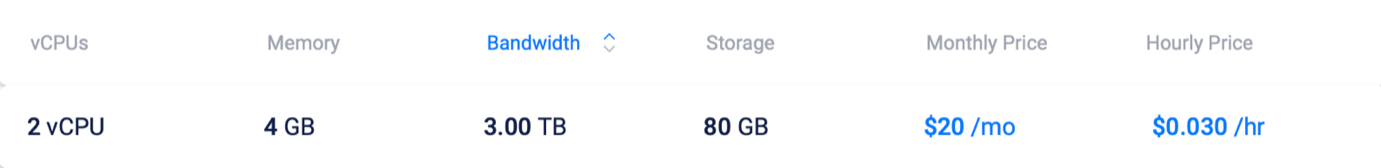 vCPUs Memory Bandwidth Storage Monthly Price Hourly Price
2 vCPU 4 GB 3.00 TB 80 GB $20 /mo $0.030 /hr